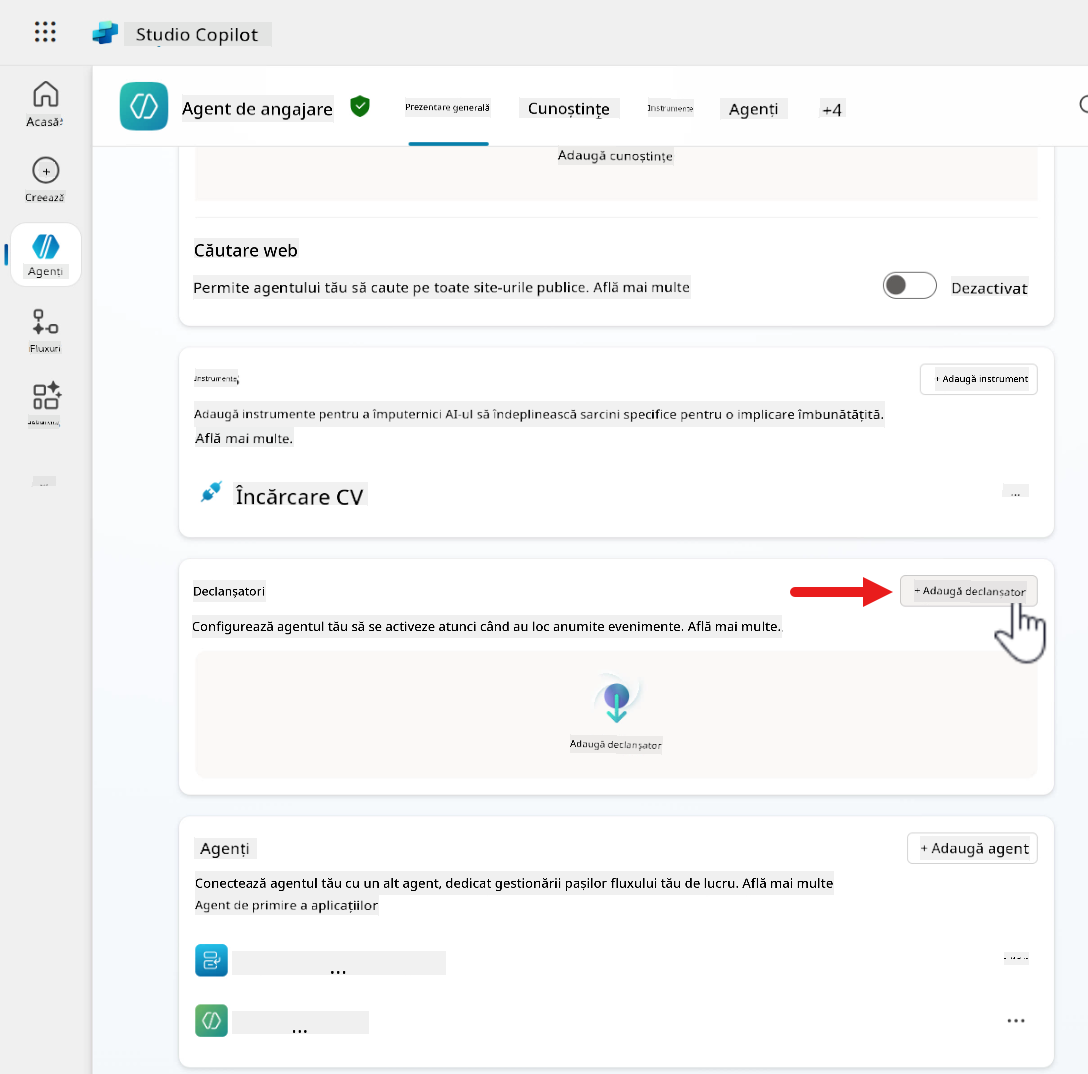 Studio Copilot
Acasă
Creează
Agenți
Fluxuri
Agent de angajare
Prezentare generală
Cunoștințe
Instrumente
Agenți
+4
Adaugă cunoștințe
Căutare web
Permite agentului tău să caute pe toate site-urile publice. Află mai multe
Dezactivat
Instrumente
+ Adaugă instrument
Adaugă instrumente pentru a împuternici AI-ul să îndeplinească sarcini specifice pentru o implicare îmbunătățită.
Află mai multe.
Încărcare CV
...
Declanșatori
+ Adaugă declanșator
Configurează agentul tău să se activeze atunci când au loc anumite evenimente. Află mai multe.
Adaugă declanșator
Agenți
+ Adaugă agent
Conectează agentul tău cu un alt agent, dedicat gestionării pașilor fluxului tău de lucru. Află mai multe
Agent de primire a aplicațiilor
...
...